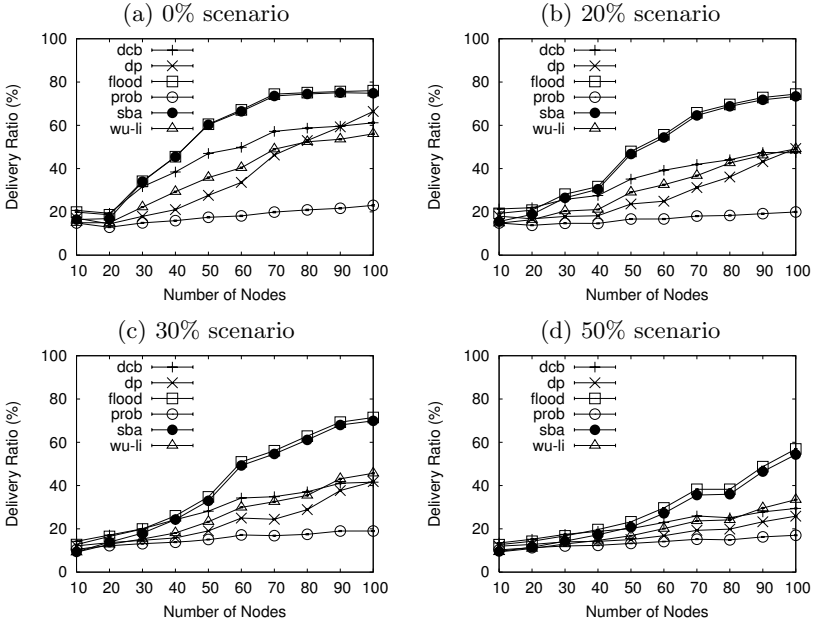 (a) 0% scenario
Delivery Ratio (%)
100
80
60
40
20
0
dcb
dp
flood
prob
sba
wu-li
10 20 30 40 50 60 70 80 90 100
Number of Nodes
(b) 20% scenario
Delivery Ratio (%)
100
80
60
40
20
0
dcb
dp
flood
prob
sba
wu-li
10 20 30 40 50 60 70 80 90 100
Number of Nodes
(c) 30% scenario
Delivery Ratio (%)
100
80
60
40
20
0
dcb
dp
flood
prob
sba
wu-li
10 20 30 40 50 60 70 80 90 100
Number of Nodes
(d) 50% scenario
Delivery Ratio (%)
100
80
60
40
20
0
dcb
dp
flood
prob
sba
wu-li
10 20 30 40 50 60 70 80 90 100
Number of Nodes